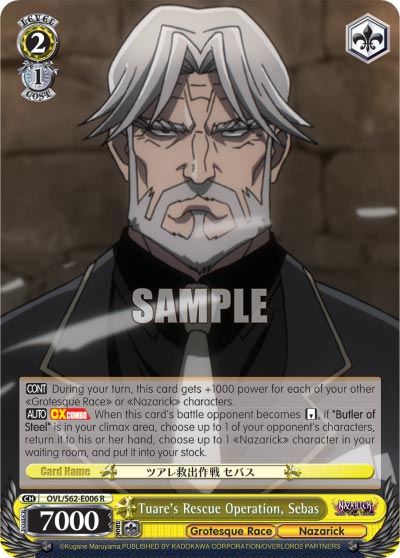 LEVEL
2
1
COST
SAMPLE
CONT During your turn, this card gets +1000 power for each of your other
«Grotesque Race» or «Nazarick» characters.
AUTO CX COMBO When this card's battle opponent becomes [▼], if "Butler of
Steel" is in your climax area, choose up to 1 of your opponent's characters,
return it to his or her hand, choose up to 1 «Nazarick» character in your
waiting room, and put it into your stock.
Card Name ツアレ救出作戦 セバス
CH OVL/S62-E006 R
POWER 7000 Tuare's Rescue Operation, Sebas NAZARICK
Grotesque Race Nazarick
©Kugane Maruyama,PUBLISHED BY KADOKAWA CORPORATION/OVERLORD2 PARTNERS